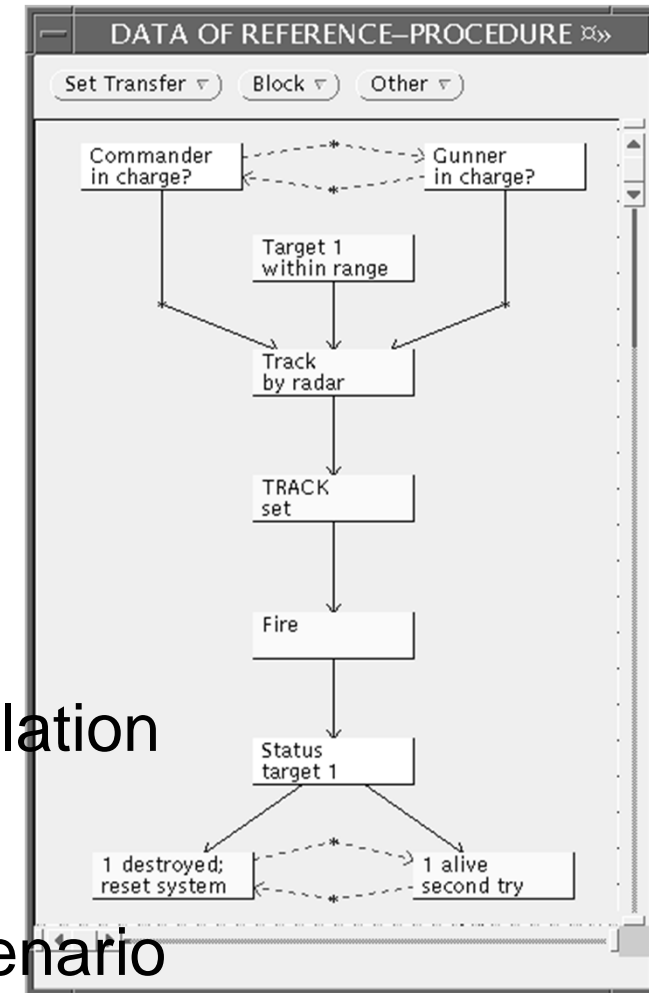 DATA OF REFERENCE–PROCEDURE ¤»
Set Transfer
Block
Other
Commander
in charge?
Gunner
in charge?
Target 1
within range
Track
by radar
TRACK
set
Fire
lation
Status
target 1
1 destroyed;
reset system
1 alive
second try
enario